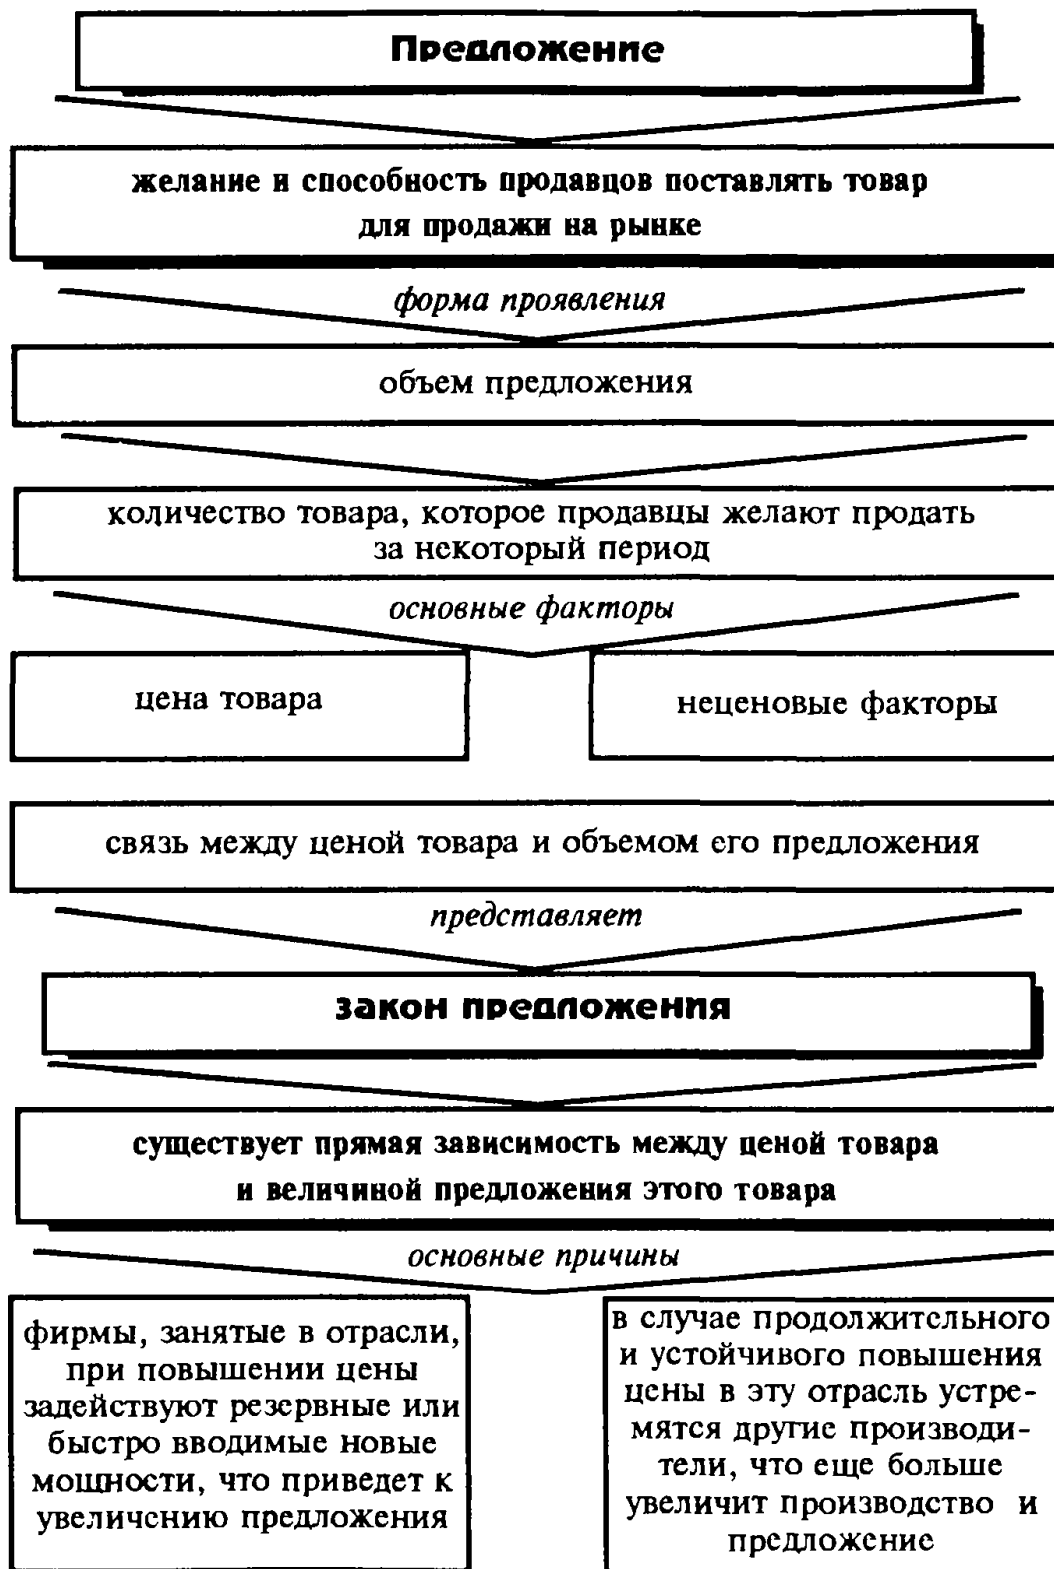 Предложение
желание и способность продавцов поставлять товар
для продажи на рынке
форма проявления
объем предложения
количество товара, которое продавцы желают продать
за некоторый период
основные факторы
цена товара
неценовые факторы
связь между ценой товара и объемом его предложения
представляет
закон предложения
существует прямая зависимость между ценой товара
и величиной предложения этого товара
основные причины
фирмы, занятые в отрасли,
при повышении цены
задействуют резервные или
быстро вводимые новые
мощности, что приведет к
увеличению предложения
в случае продолжительного
и устойчивого повышения
цены в эту отрасль устре-
мятся другие производи-
тели, что еще больше
увеличит производство и
предложение